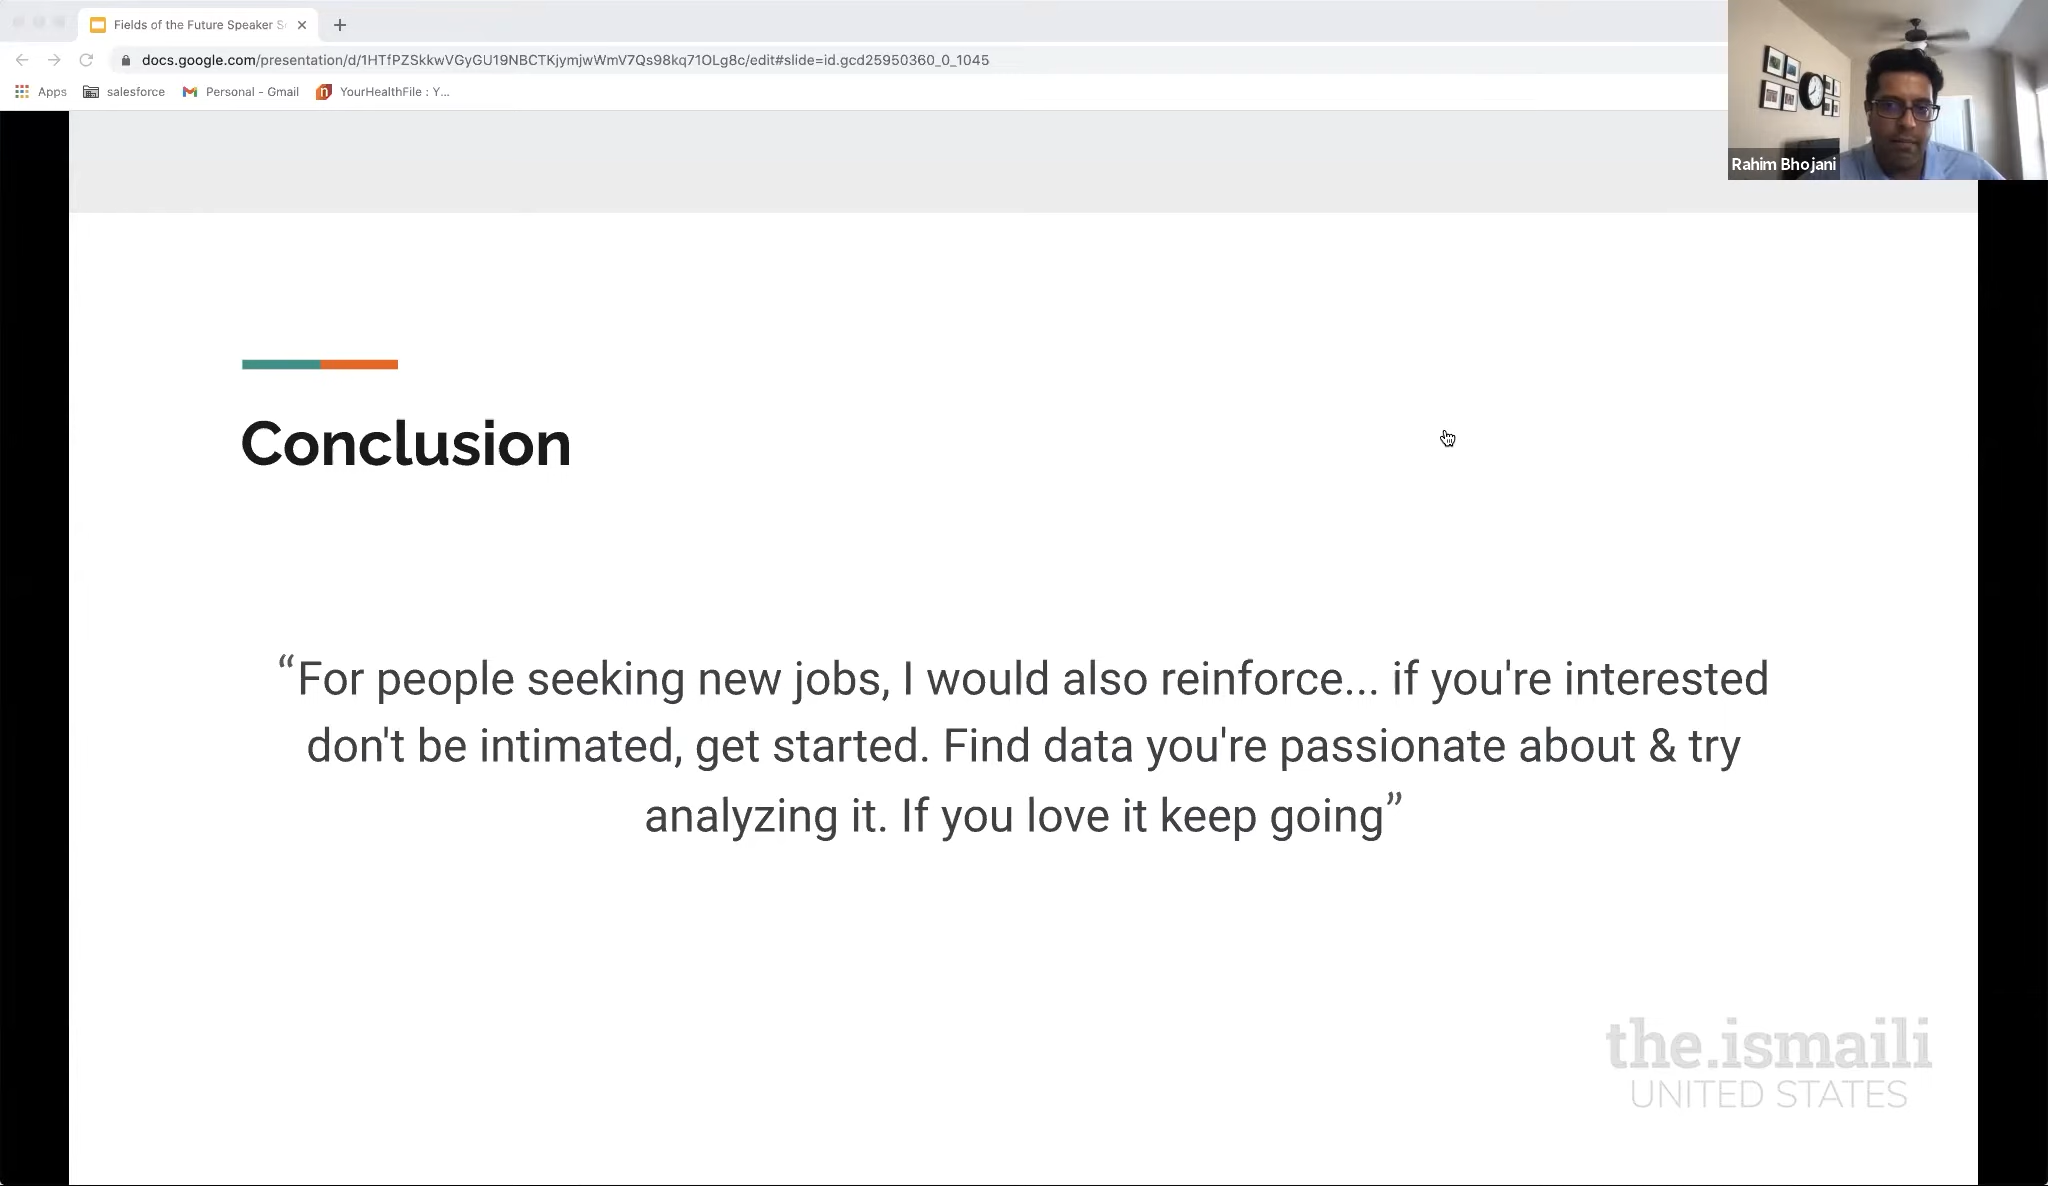 Fields of the Future Speaker S
docs.google.com/presentation/d/1HTfPZSkkwVGyGU19NBCTKjymjwWmV7Qs98kq71OLg8c/edit#slide=id.gcd25950360_0_1045
Apps salesforce Personal - Gmail YourHealthFile : Y...
Rahim Bhojani
Conclusion
“For people seeking new jobs, I would also reinforce... if you're interested
don't be intimated, get started. Find data you're passionate about & try
analyzing it. If you love it keep going”
the.ismaili
UNITED STATES